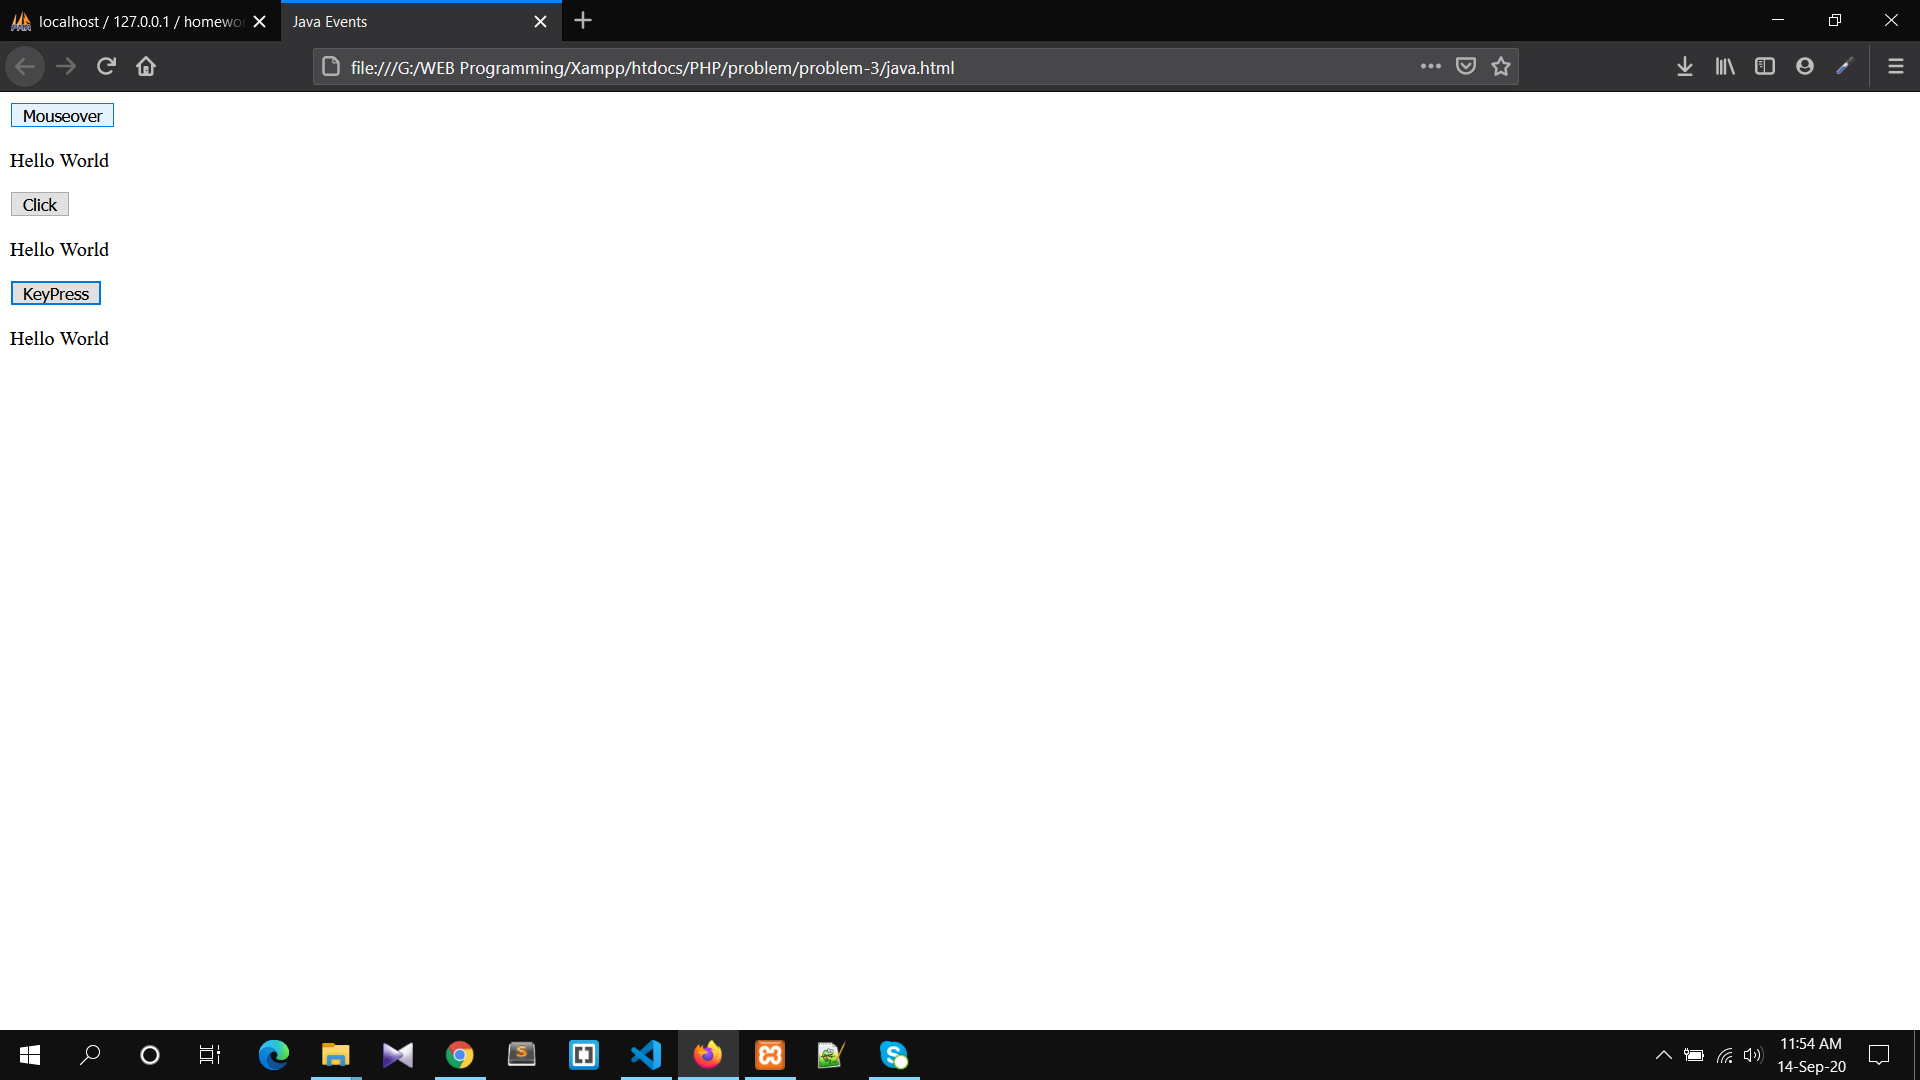 localhost / 127.0.0.1 / homewo
Java Events
file:///G:/WEB Programming/Xampp/htdocs/PHP/problem/problem-3/java.html
Mouseover
Hello World
Click
Hello World
KeyPress
Hello World
11:54 AM
14-Sep-20